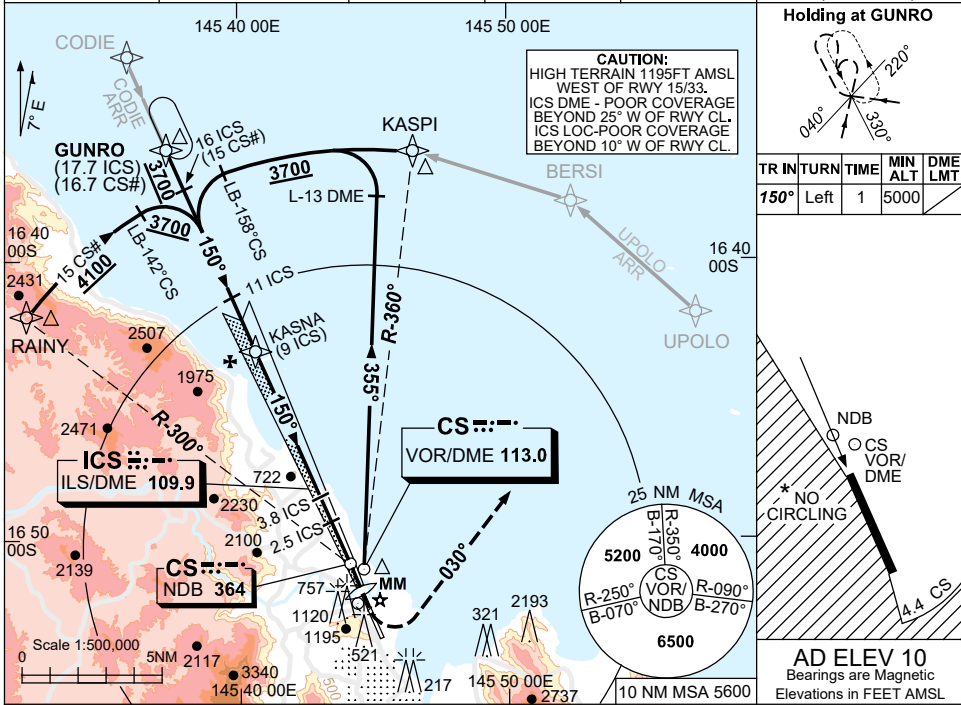 145 40 00E
145 50 00E
CODIE
CODIE
ARR
7° E
16 ICS
(15 CS#)
GUNRO
(17.7 ICS)
(16.7 CS#)
3700
KASPI
3700
L-13 DME
LB-158°CS
CAUTION:
HIGH TERRAIN 1195FT AMSL
WEST OF RWY 15/33.
ICS DME - POOR COVERAGE
BEYOND 25° W OF RWY CL.
ICS LOC-POOR COVERAGE
BEYOND 10° W OF RWY CL.
BERSI
UPOLO
ARR
UPOLO
16 40
00S
16 40
00S
3700
LB-142°CS
15 CS#
4100
150°
11 ICS
2431
RAINY
2507
KASNA
(9 ICS)
1975
2471
R-300°
150°
355°
R-360°
ICS
ILS/DME 109.9
CS
VOR/DME 113.0
722
2230
3.8 ICS
2.5 ICS
16 50
00S
2100
2139
CS
NDB 364
757
MM
030°
1120
1195
521
321
2193
217
Scale 1:500,000
0
5NM
2117
3340
145 40 00E
500
145 50 00E
2737
25 NM MSA
R-350°
B-170°
5200
4000
CS
VOR/
NDB
R-250°
B-070°
R-090°
B-270°
6500
10 NM MSA 5600
Holding at GUNRO
220°
040°
330°
TR IN TURN TIME MIN ALT DME LMT
150° Left 1 5000
NDB
CS
VOR/
DME
* NO
CIRCLING
4.4 CS
AD ELEV 10
Bearings are Magnetic
Elevations in FEET AMSL